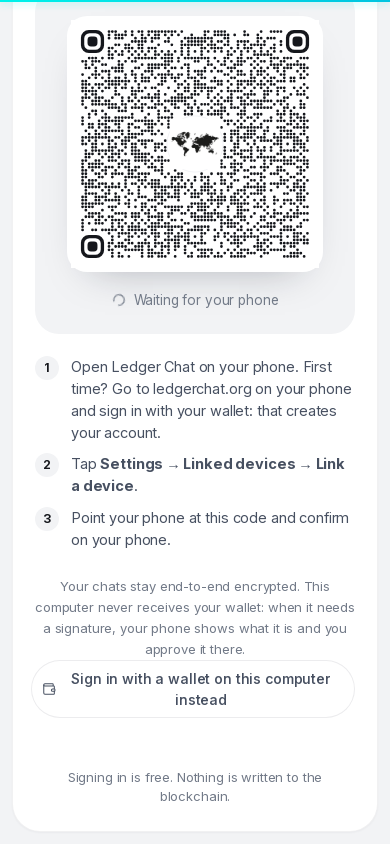 Waiting for your phone
1 Open Ledger Chat on your phone. First
time? Go to ledgerchat.org on your phone
and sign in with your wallet: that creates
your account.
2 Tap Settings → Linked devices → Link
a device.
3 Point your phone at this code and confirm
on your phone.
Your chats stay end-to-end encrypted. This
computer never receives your wallet: when it needs
a signature, your phone shows what it is and you
approve it there.
Sign in with a wallet on this computer
instead
Signing in is free. Nothing is written to the
blockchain.